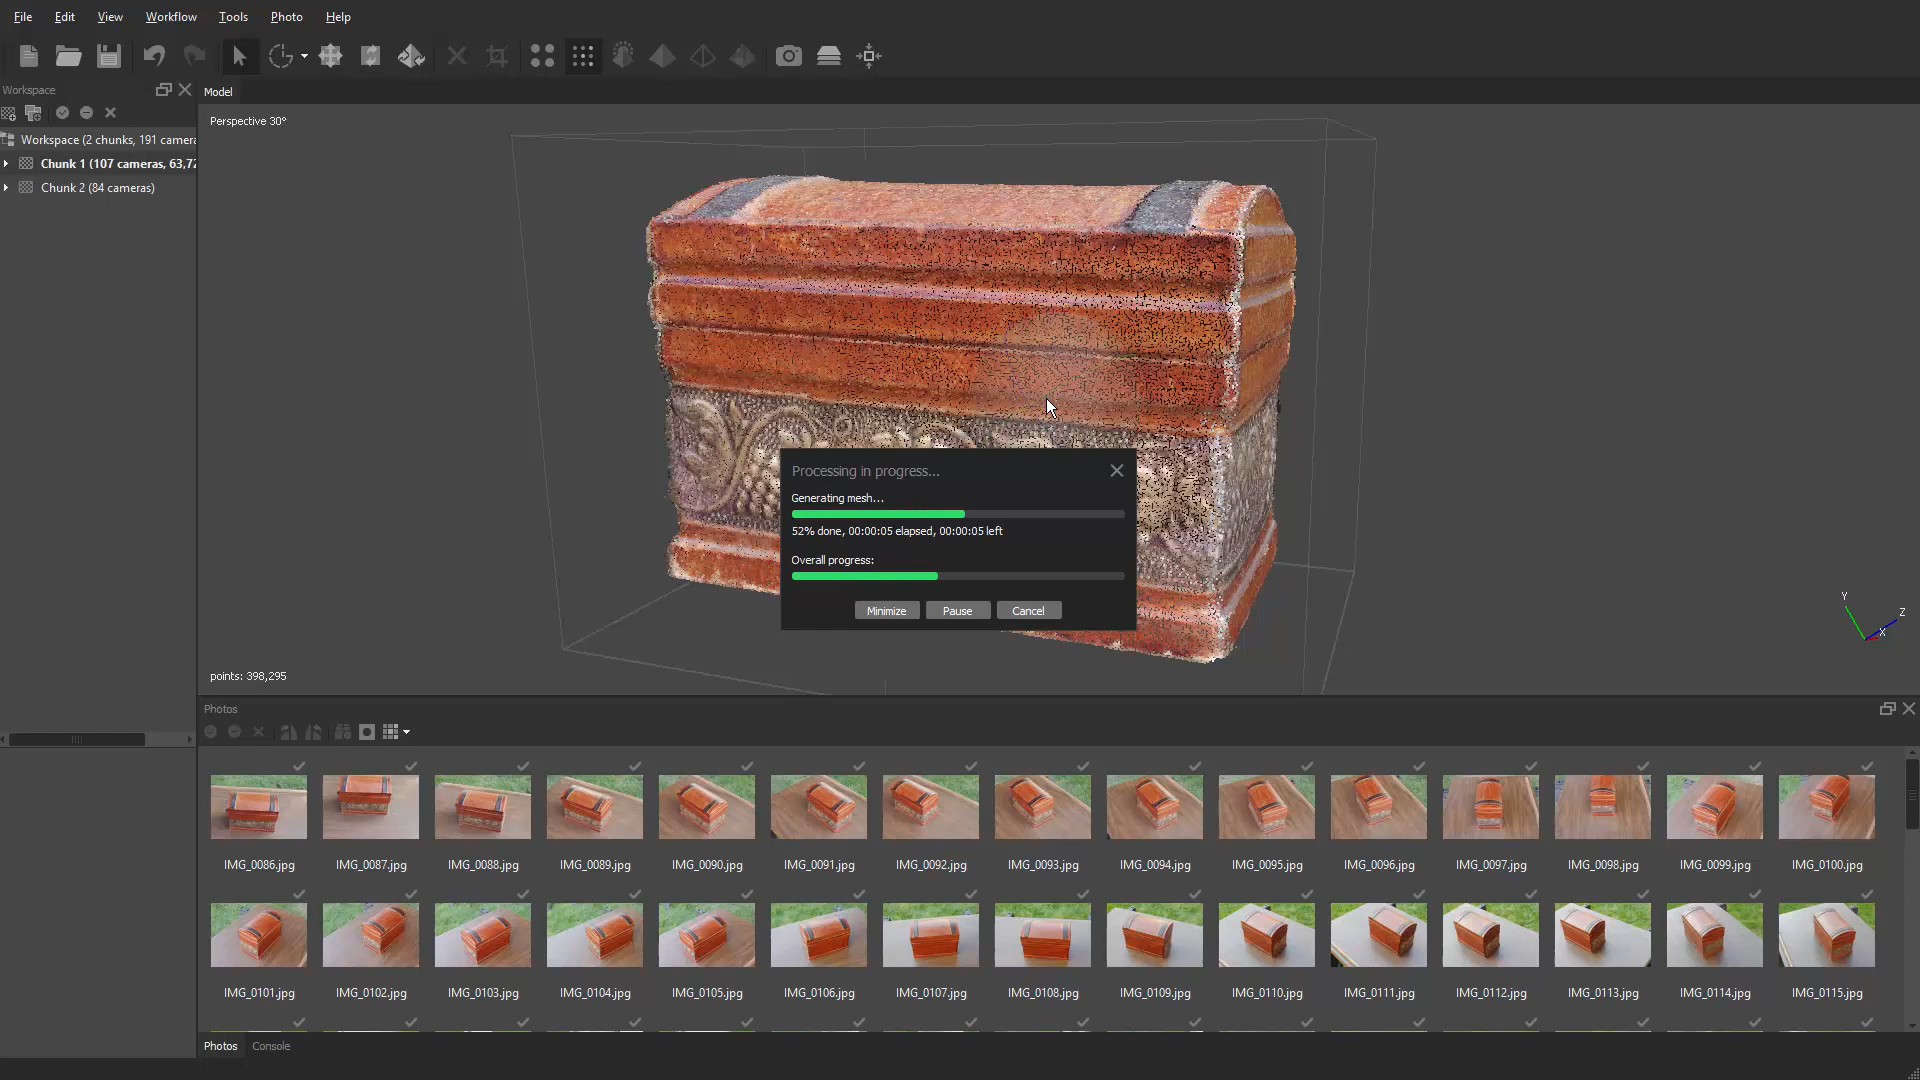 File Edit View Workflow Tools Photo Help
Workspace
Model
Perspective 30°
Workspace (2 chunks, 191 camera
Chunk 1 (107 cameras, 63,72
Chunk 2 (84 cameras)
Processing in progress...
Generating mesh...
52% done, 00:00:05 elapsed, 00:00:05 left
Overall progress:
Minimize Pause Cancel
Y
Z
X
points: 398,295
Photos
IMG_0086.jpg IMG_0087.jpg IMG_0088.jpg IMG_0089.jpg IMG_0090.jpg IMG_0091.jpg IMG_0092.jpg IMG_0093.jpg IMG_0094.jpg IMG_0095.jpg IMG_0096.jpg IMG_0097.jpg IMG_0098.jpg IMG_0099.jpg IMG_0100.jpg
IMG_0101.jpg IMG_0102.jpg IMG_0103.jpg IMG_0104.jpg IMG_0105.jpg IMG_0106.jpg IMG_0107.jpg IMG_0108.jpg IMG_0109.jpg IMG_0110.jpg IMG_0111.jpg IMG_0112.jpg IMG_0113.jpg IMG_0114.jpg IMG_0115.jpg
Photos Console